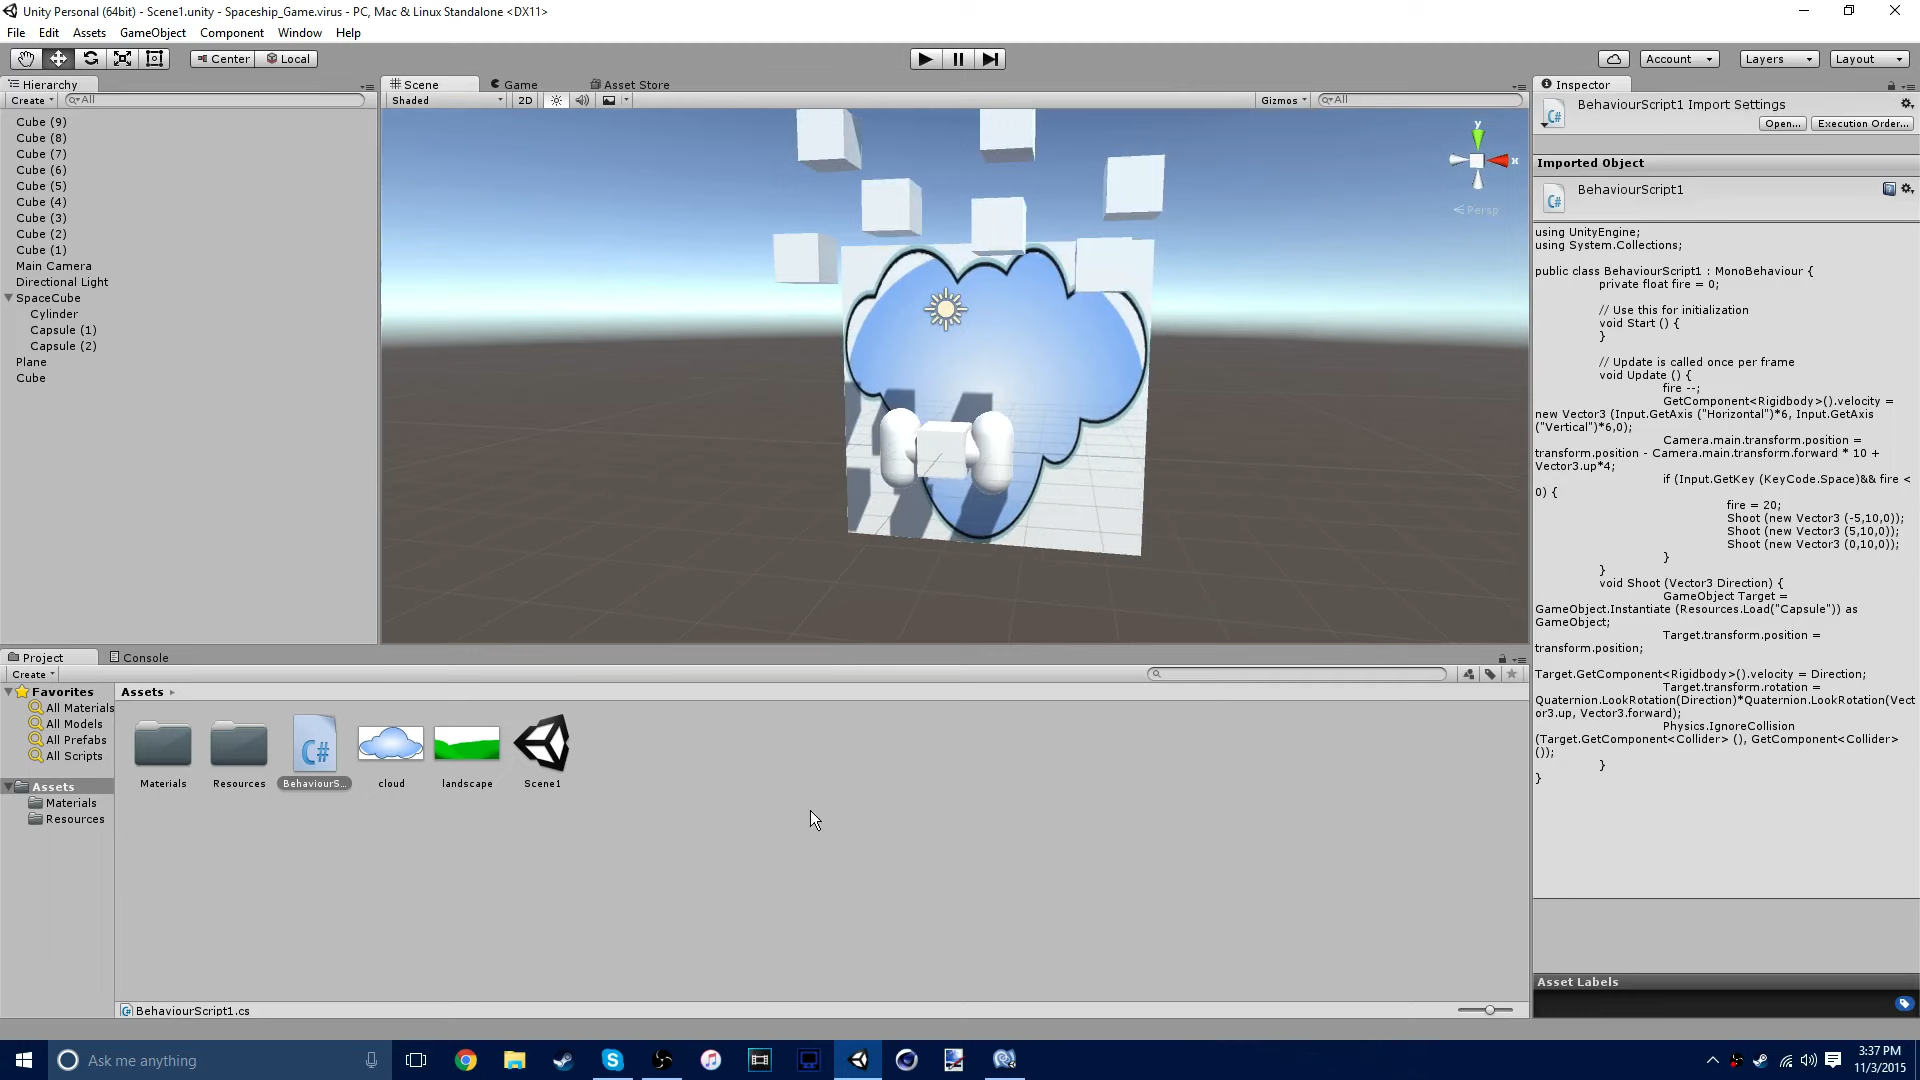 Unity Personal (64bit) - Scene1.unity - Spaceship_Game.virus - PC, Mac & Linux Standalone <DX11>
File Edit Assets GameObject Component Window Help
Center Local Account Layers Layout
Hierarchy
Create All
Cube (9)
Cube (8)
Cube (7)
Cube (6)
Cube (5)
Cube (4)
Cube (3)
Cube (2)
Cube (1)
Main Camera
Directional Light
SpaceCube
Cylinder
Capsule (1)
Capsule (2)
Plane
Cube
Scene Game Asset Store
Shaded 2D Gizmos All
y
x
Persp
Inspector
BehaviourScript1 Import Settings
Open... Execution Order...
Imported Object
BehaviourScript1
using UnityEngine;
using System.Collections;
public class BehaviourScript1 : MonoBehaviour {
private float fire = 0;
// Use this for initialization
void Start () {
}
// Update is called once per frame
void Update () {
fire --;
GetComponent<Rigidbody>().velocity =
new Vector3 (Input.GetAxis ("Horizontal")*6, Input.GetAxis
("Vertical")*6,0);
Camera.main.transform.position =
transform.position - Camera.main.transform.forward * 10 +
Vector3.up*4;
if (Input.GetKey (KeyCode.Space)&& fire <
0) {
fire = 20;
Shoot (new Vector3 (-5,10,0));
Shoot (new Vector3 (5,10,0));
Shoot (new Vector3 (0,10,0));
}
}
void Shoot (Vector3 Direction) {
GameObject Target =
GameObject.Instantiate (Resources.Load("Capsule")) as
GameObject;
Target.transform.position =
transform.position;
Target.GetComponent<Rigidbody>().velocity = Direction;
Target.transform.rotation =
Quaternion.LookRotation(Direction)*Quaternion.LookRotation(Vect
or3.up, Vector3.forward);
Physics.IgnoreCollision
(Target.GetComponent<Collider> (), GetComponent<Collider>
());
}
}
Asset Labels
Project Console
Create
Favorites
All Materials
All Models
All Prefabs
All Scripts
Assets
Materials
Resources
Assets
C#
Materials Resources BehaviourS... cloud landscape Scene1
BehaviourScript1.cs
Ask me anything
3:37 PM
11/3/2015